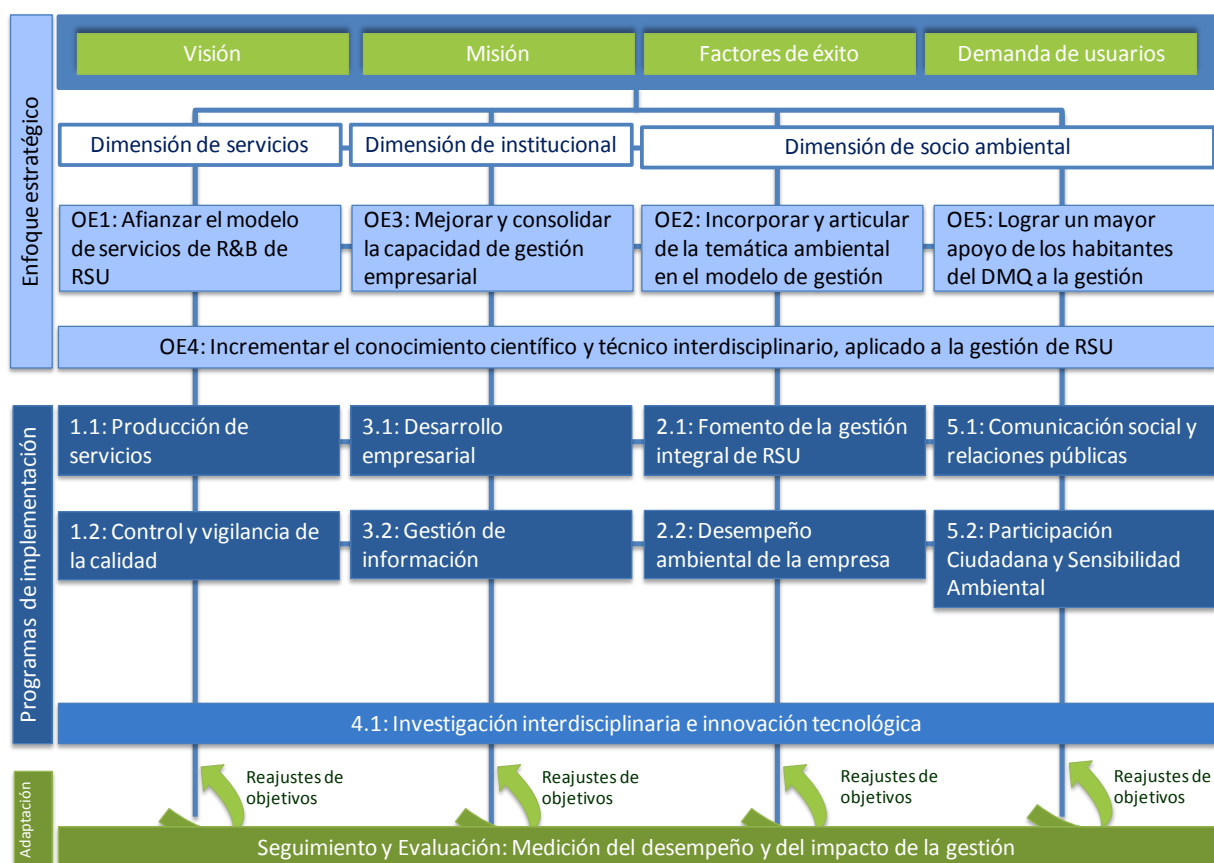 Enfoque estratégico
Visión
Misión
Factores de éxito
Demanda de usuarios
Dimensión de servicios
Dimensión de institucional
Dimensión de socio ambiental
OE1: Afianzar el modelo
de servicios de R&B de
RSU
OE3: Mejorar y consolidar
la capacidad de gestión
empresarial
OE2: Incorporar y articular
de la temática ambiental
en el modelo de gestión
OE5: Lograr un mayor
apoyo de los habitantes
del DMQ a la gestión
OE4: Incrementar el conocimiento científico y técnico interdisciplinario, aplicado a la gestión de RSU
Programas de implementación
1.1: Producción de
servicios
3.1: Desarrollo
empresarial
2.1: Fomento de la gestión
integral de RSU
5.1: Comunicación social y
relaciones públicas
1.2: Control y vigilancia de
la calidad
3.2: Gestión de
información
2.2: Desempeño
ambiental de la empresa
5.2: Participación
Ciudadana y Sensibilidad
Ambiental
4.1: Investigación interdisciplinaria e innovación tecnológica
Adaptación
Reajustes de
objetivos
Reajustes de
objetivos
Reajustes de
objetivos
Reajustes de
objetivos
Seguimiento y Evaluación: Medición del desempeño y del impacto de la gestión